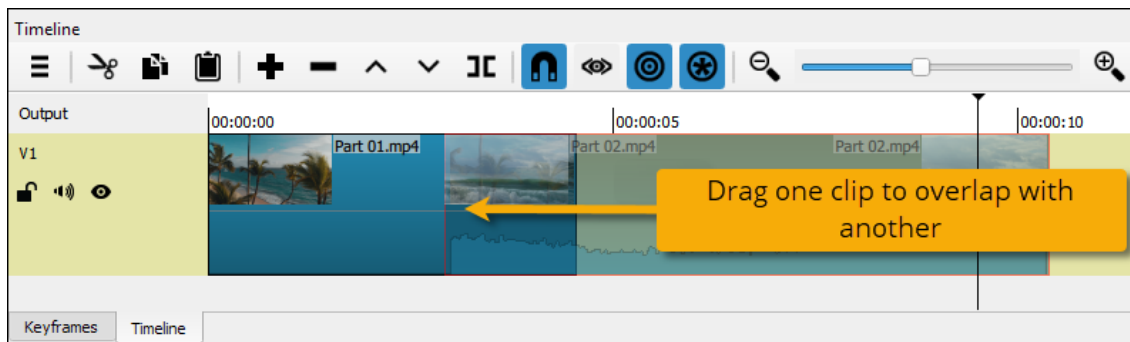 Timeline
Output
00:00:00
00:00:05
00:00:10
V1
Part 01.mp4
Part 02.mp4
Part 02.mp4
Drag one clip to overlap with
another
Keyframes
Timeline